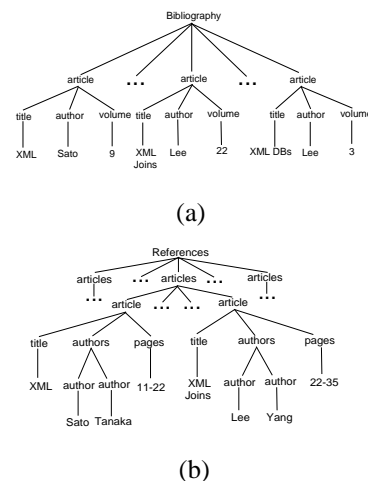 Bibliography
article ... article ... article
title author volume title author volume title author volume
XML Sato 9 XML Joins Lee 22 XML DBs Lee 3
(a)
References
articles ... articles ... articles
... article ... ... article ...
title authors pages title authors pages
XML author author 11-22 XML Joins author author 22-35
Sato Tanaka Lee Yang
(b)